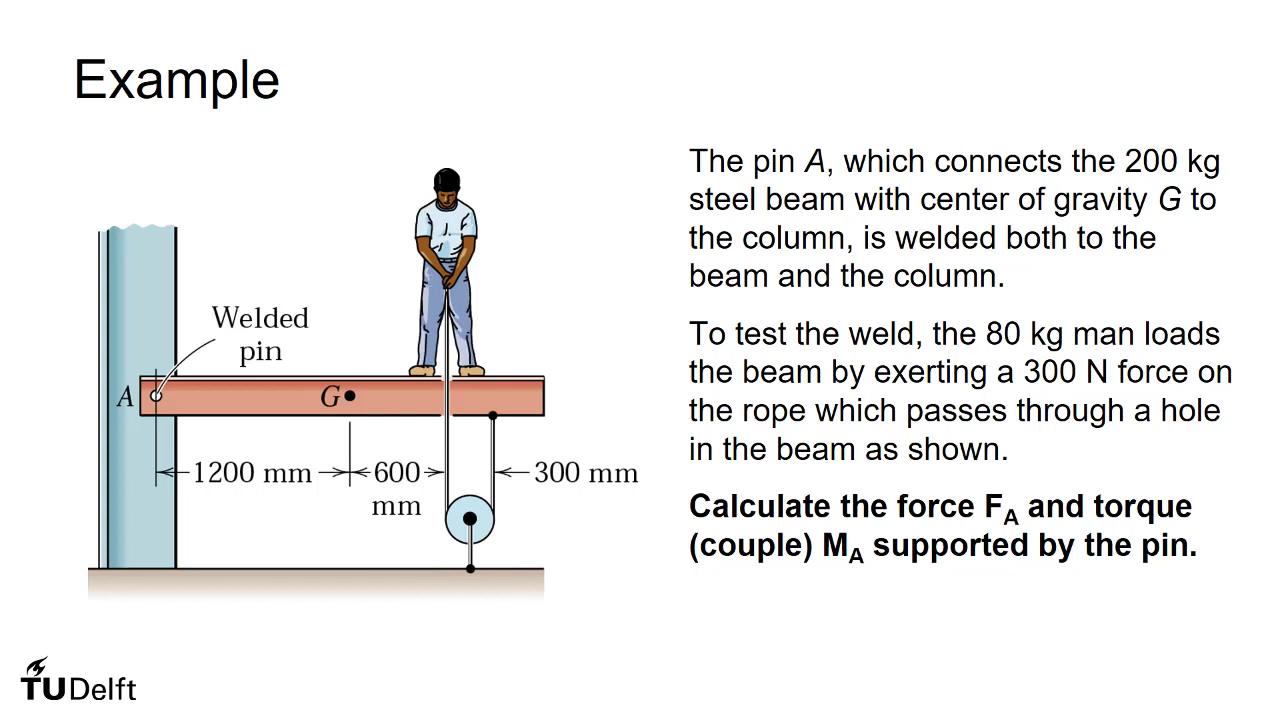 Example
The pin A, which connects the 200 kg
steel beam with center of gravity G to
the column, is welded both to the
beam and the column.
To test the weld, the 80 kg man loads
the beam by exerting a 300 N force on
the rope which passes through a hole
in the beam as shown.
Calculate the force FA and torque
(couple) MA supported by the pin.
Welded
pin
A
G
1200 mm
600
mm
300 mm
TUDelft